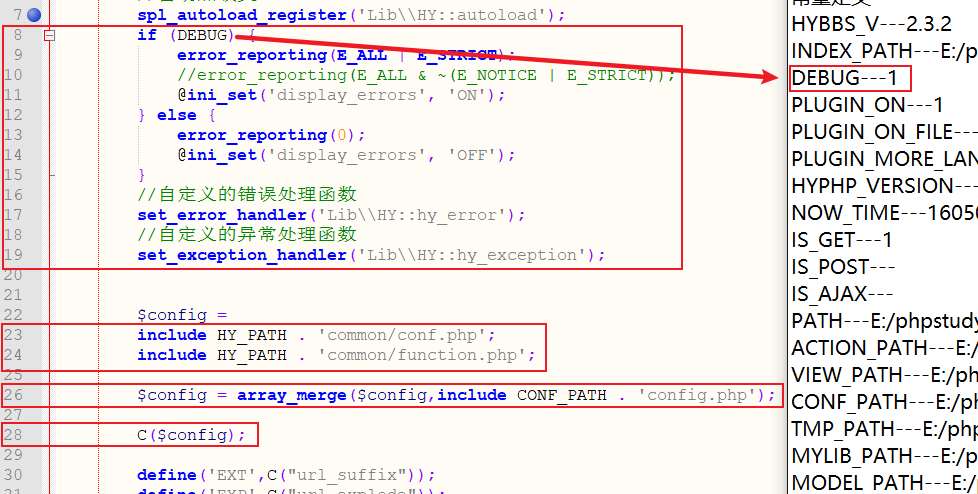 7 spl_autoload_register('Lib\\HY::autoload');
8 if (DEBUG) {
9 error_reporting(E_ALL | E_STRICT);
10 //error_reporting(E_ALL & ~(E_NOTICE | E_STRICT));
11 @ini_set('display_errors', 'ON');
12 } else {
13 error_reporting(0);
14 @ini_set('display_errors', 'OFF');
15 }
16 //自定义的错误处理函数
17 set_error_handler('Lib\\HY::hy_error');
18 //自定义的异常处理函数
19 set_exception_handler('Lib\\HY::hy_exception');
20
21
22 $config =
23 include HY_PATH . 'common/conf.php';
24 include HY_PATH . 'common/function.php';
25
26 $config = array_merge($config,include CONF_PATH . 'config.php');
27
28 C($config);
29
30 define('EXT',C("url_suffix"));
HYBBS_V---2.3.2
INDEX_PATH---E:/p
DEBUG---1
PLUGIN_ON---1
PLUGIN_ON_FILE---
PLUGIN_MORE_LAN
HYPHP_VERSION---
NOW_TIME---16050
IS_GET---1
IS_POST---
IS_AJAX---
PATH---E:/phpstudy
ACTION_PATH---E:/
VIEW_PATH---E:/ph
CONF_PATH---E:/ph
TMP_PATH---E:/php
MYLIB_PATH---E:/p
MODEL_PATH---E:/